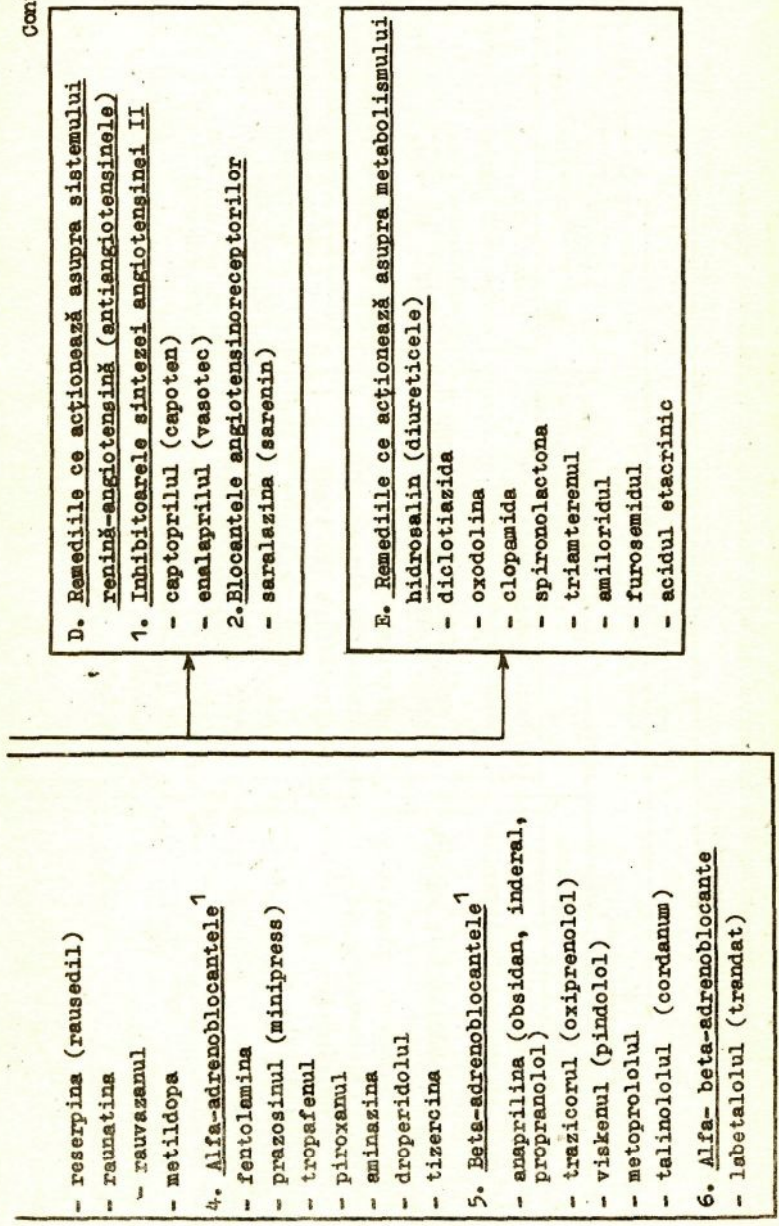 - reserpina (rausedil)
- raunatina
- rauvazanul
- metildopa
4. Alfa-adrenoblocantele¹
- fentolamina
- prazosinul (minipress)
- tropafenul
- piroxanul
- aminazina
- droperidolul
- tizercina
5. Beta-adrenoblocantele¹
- anaprilina (obsidan, inderal,
propranolol)
- trazicorul (oxiprenolol)
- viskenul (pindolol)
- metoprololul
- talinololul (cordanum)
6. Alfa- beta-adrenoblocante
- labetalolul (trandat)
Con
D. Remediile ce acționează asupra sistemului
renină-angiotensină (antiangiotensinele)
1. Inhibitoarele sintezei angiotensinei II
- captoprilul (capoten)
- enalaprilul (vasotec)
2.Blocantele angiotensinoreceptorilor
- saralazina (sarenin)
E. Remediile ce acționează asupra metabolismului
hidrosalin (diureticele)
- diclotiazida
- oxodolina
- clopamida
- spironolactona
- triamterenul
- amiloridul
- furosemidul
- acidul etacrinic